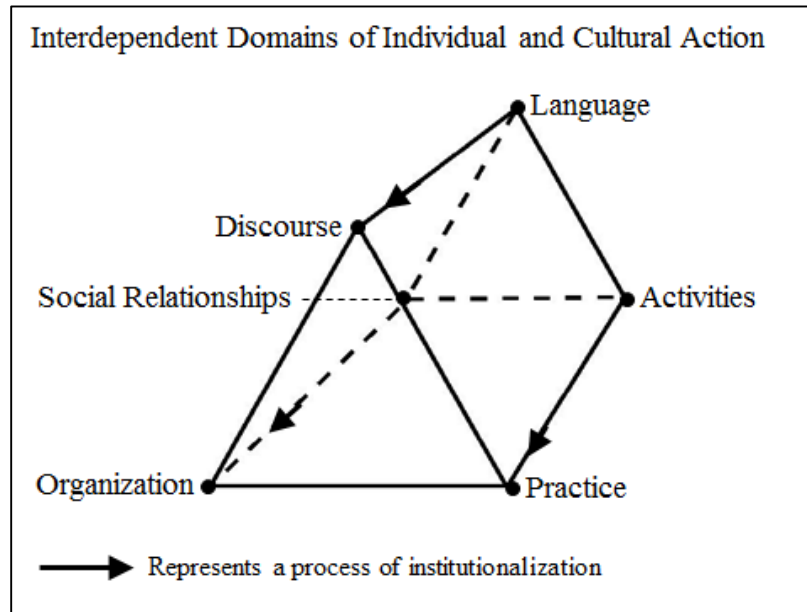 Interdependent Domains of Individual and Cultural Action
Language
Discourse
Social Relationships
Activities
Organization
Practice
Represents a process of institutionalization